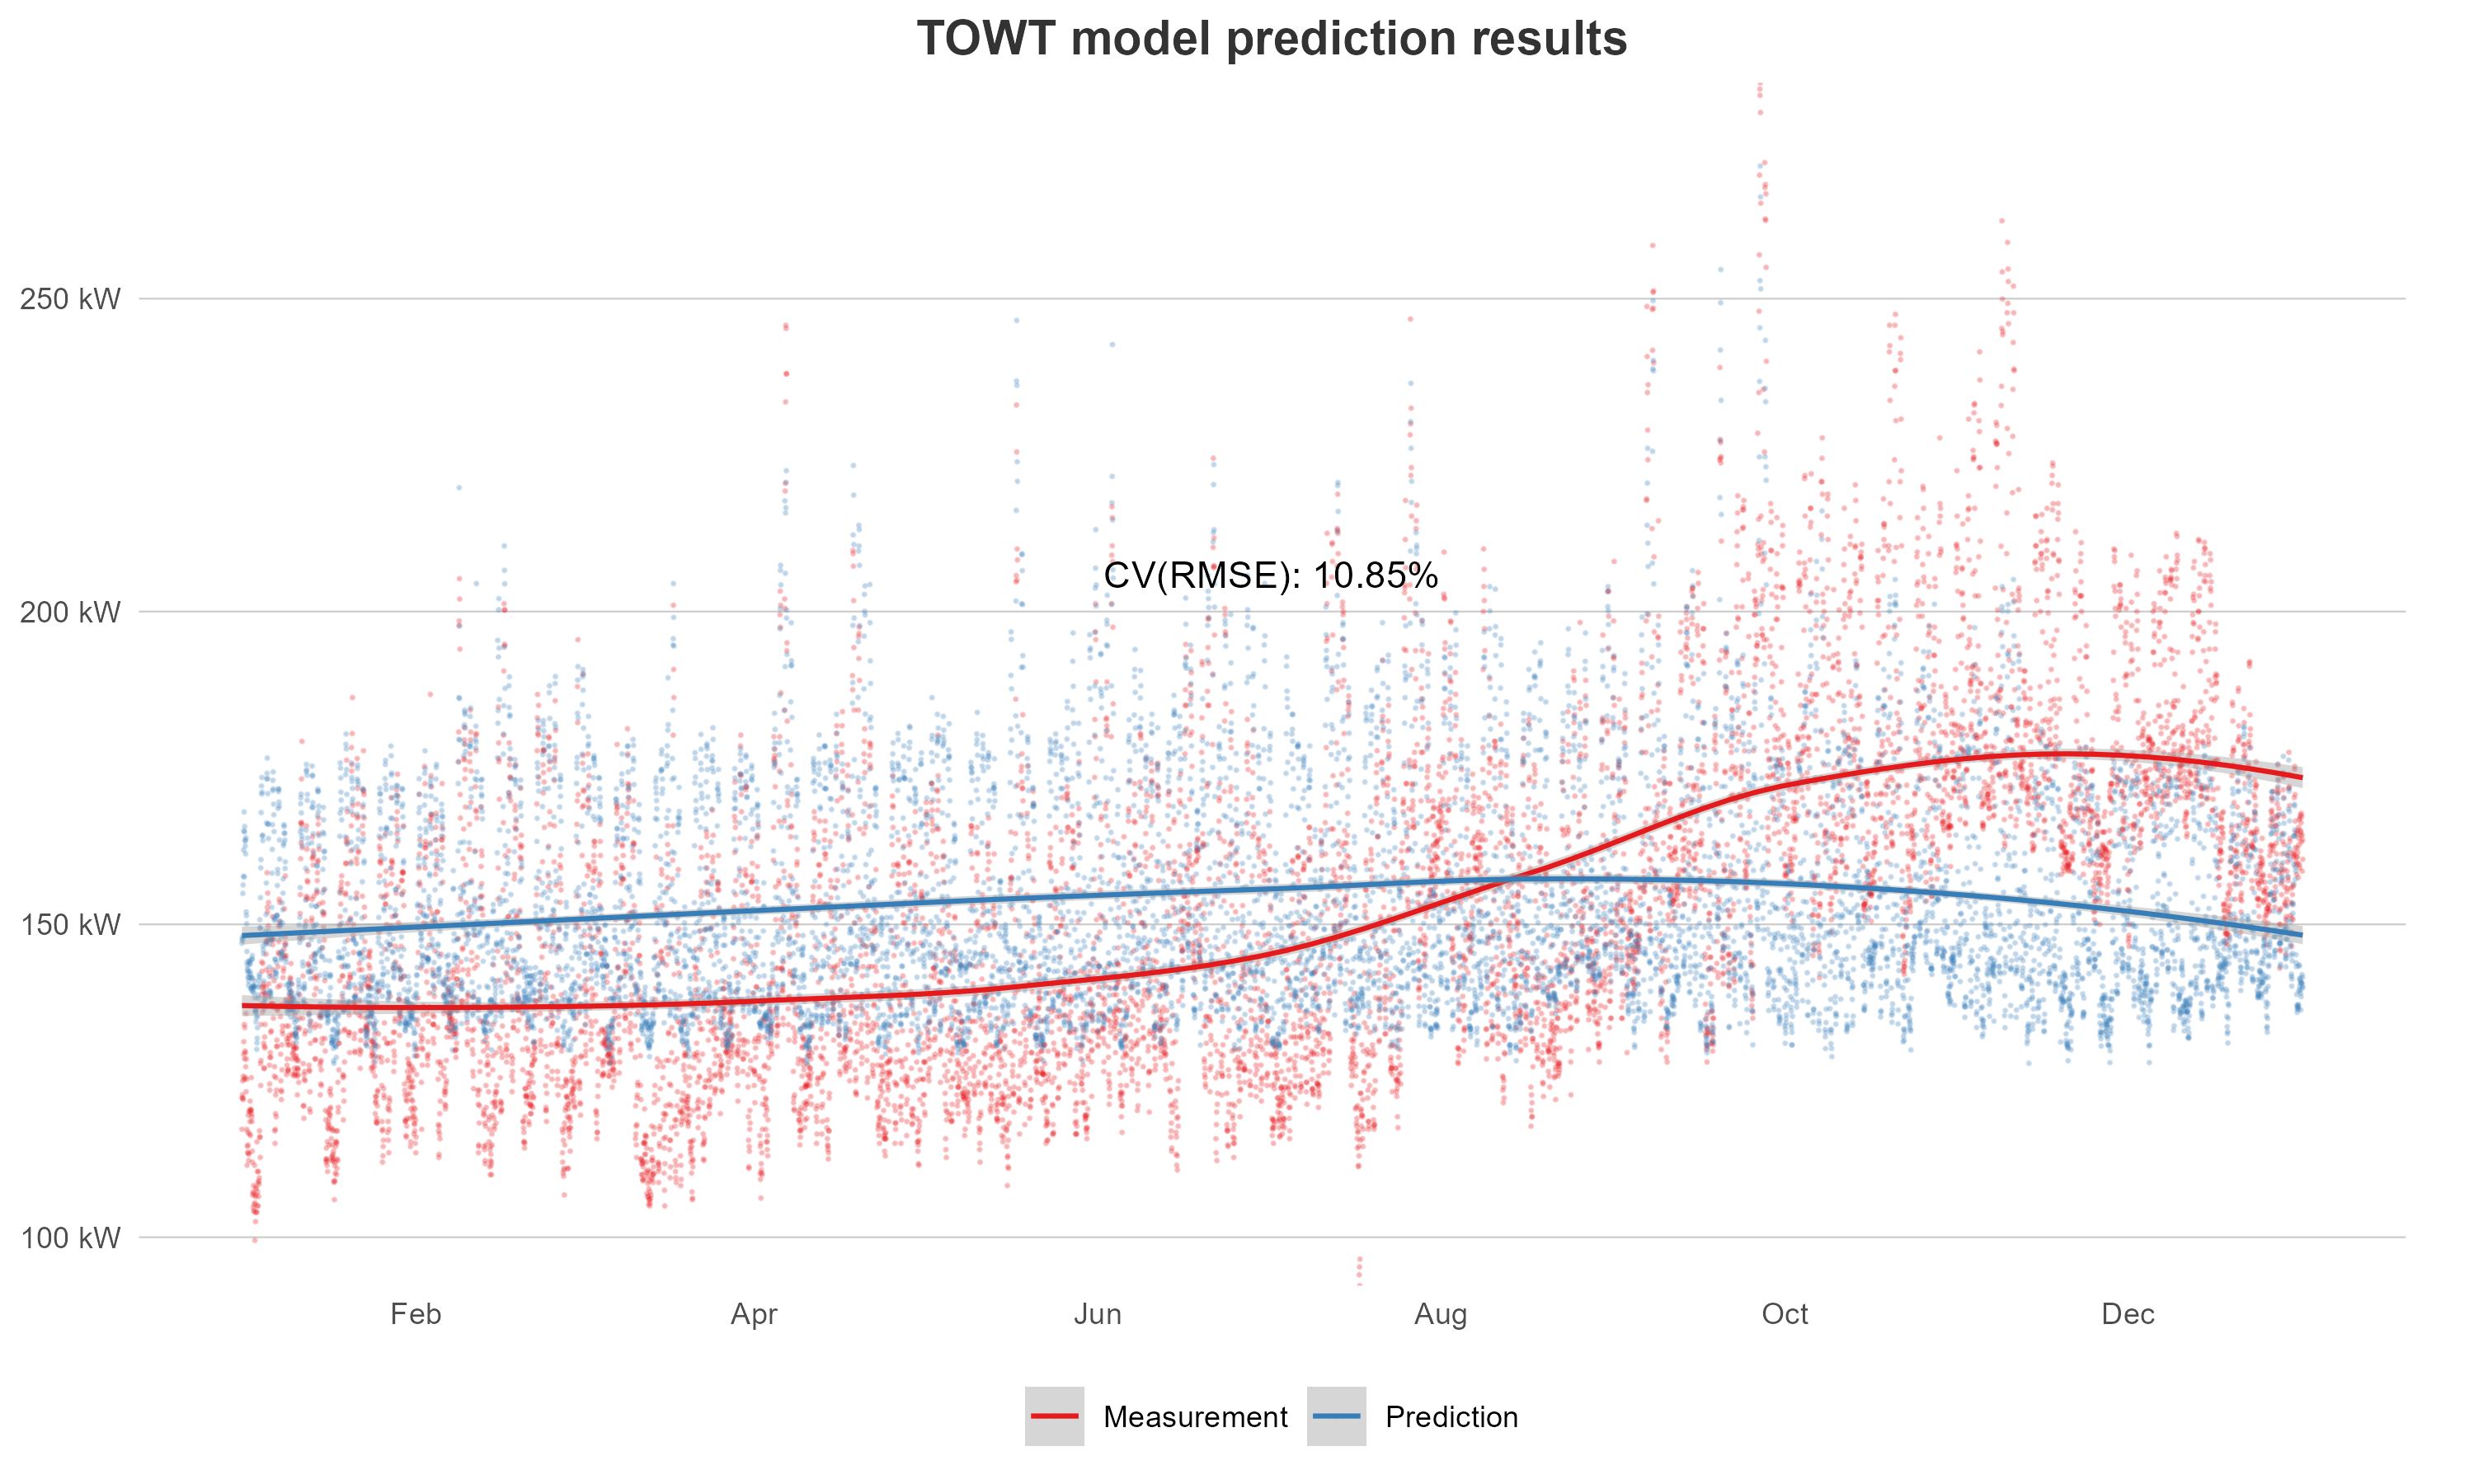 TOWT model prediction results
250 kW
200 kW
150 kW
100 kW
CV(RMSE): 10.85%
Feb Apr Jun Aug Oct Dec
Measurement Prediction